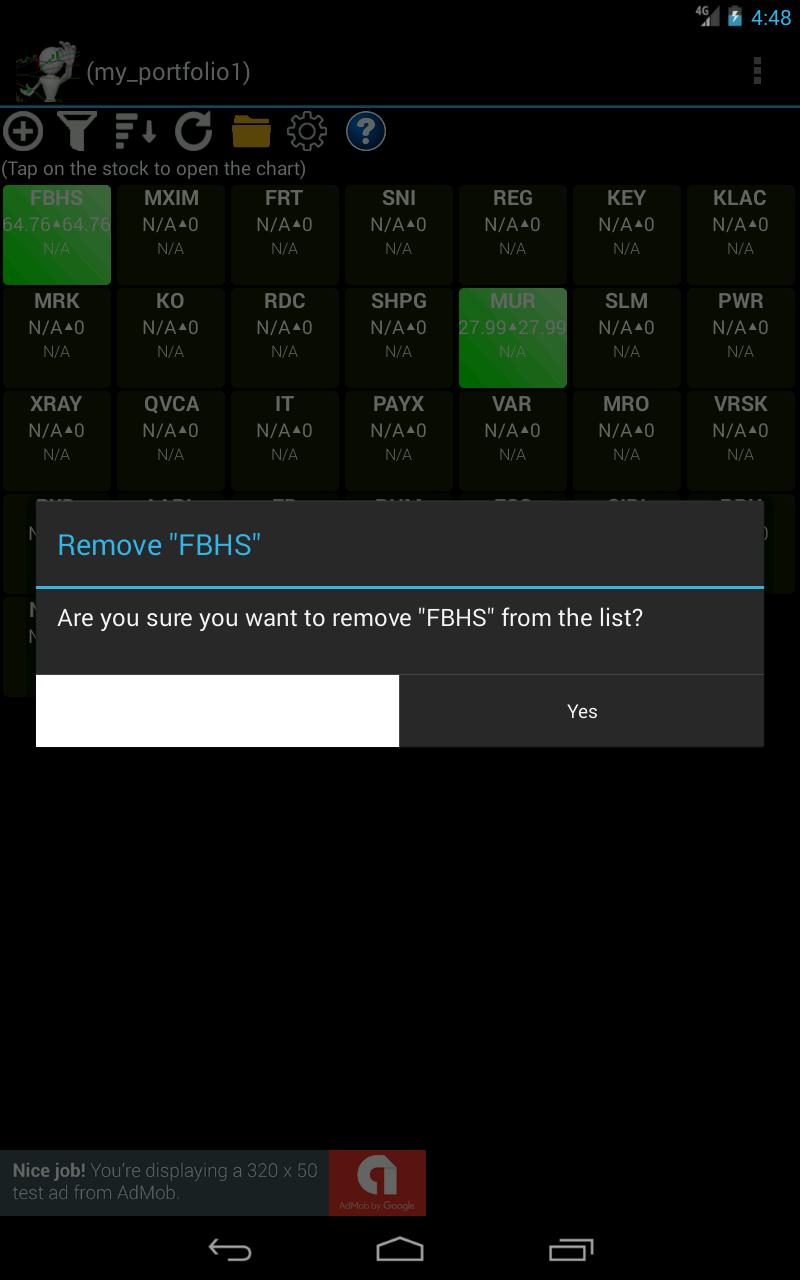 4G 4:48
(my_portfolio1)
(Tap on the stock to open the chart)
FBHS MXIM FRT SNI REG KEY KLAC
64.76▲64.76 N/A▲0 N/A▲0 N/A▲0 N/A▲0 N/A▲0 N/A▲0
N/A N/A N/A N/A N/A N/A N/A
MRK KO RDC SHPG MUR SLM PWR
N/A▲0 N/A▲0 N/A▲0 N/A▲0 27.99▲27.99 N/A▲0 N/A▲0
N/A N/A N/A N/A N/A N/A N/A
XRAY QVCA IT PAYX VAR MRO VRSK
N/A▲0 N/A▲0 N/A▲0 N/A▲0 N/A▲0 N/A▲0 N/A▲0
N/A N/A N/A N/A N/A N/A N/A
Remove "FBHS"
Are you sure you want to remove "FBHS" from the list?
Yes
Nice job! You're displaying a 320 x 50
test ad from AdMob.
AdMob by Google